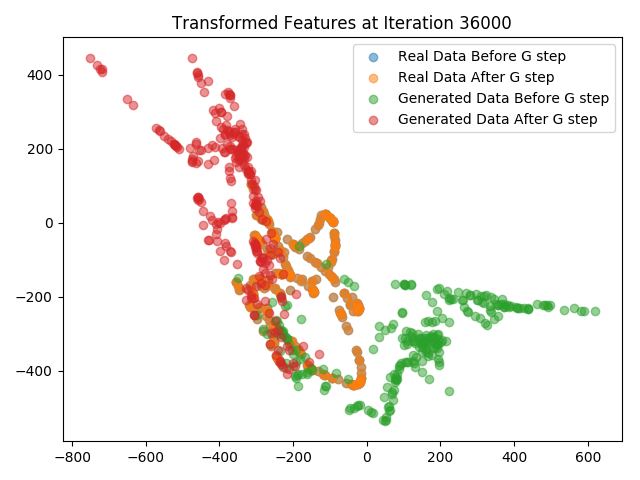 Transformed Features at Iteration 36000
Real Data Before G step
Real Data After G step
Generated Data Before G step
Generated Data After G step
400
200
0
−200
−400
−800 −600 −400 −200 0 200 400 600